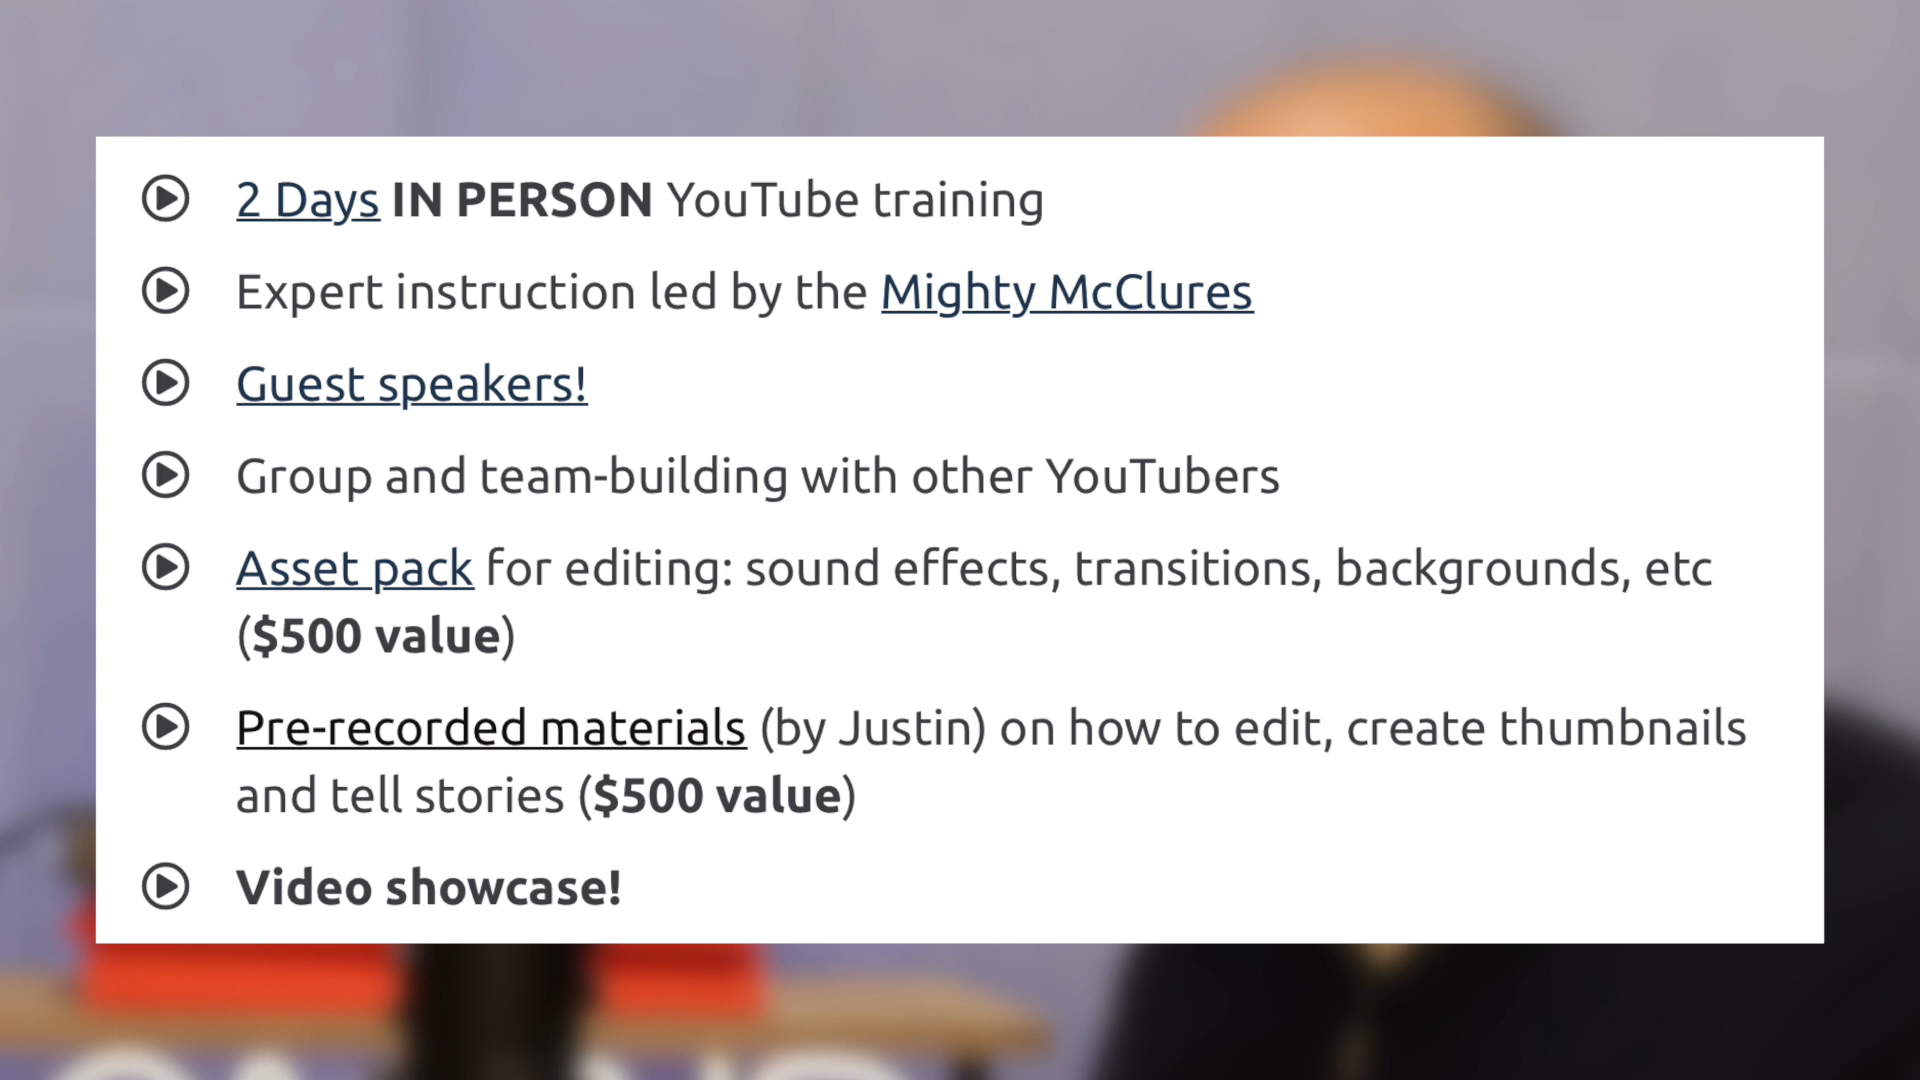 2 Days IN PERSON YouTube training
Expert instruction led by the Mighty McClures
Guest speakers!
Group and team-building with other YouTubers
Asset pack for editing: sound effects, transitions, backgrounds, etc
($500 value)
Pre-recorded materials (by Justin) on how to edit, create thumbnails
and tell stories ($500 value)
Video showcase!